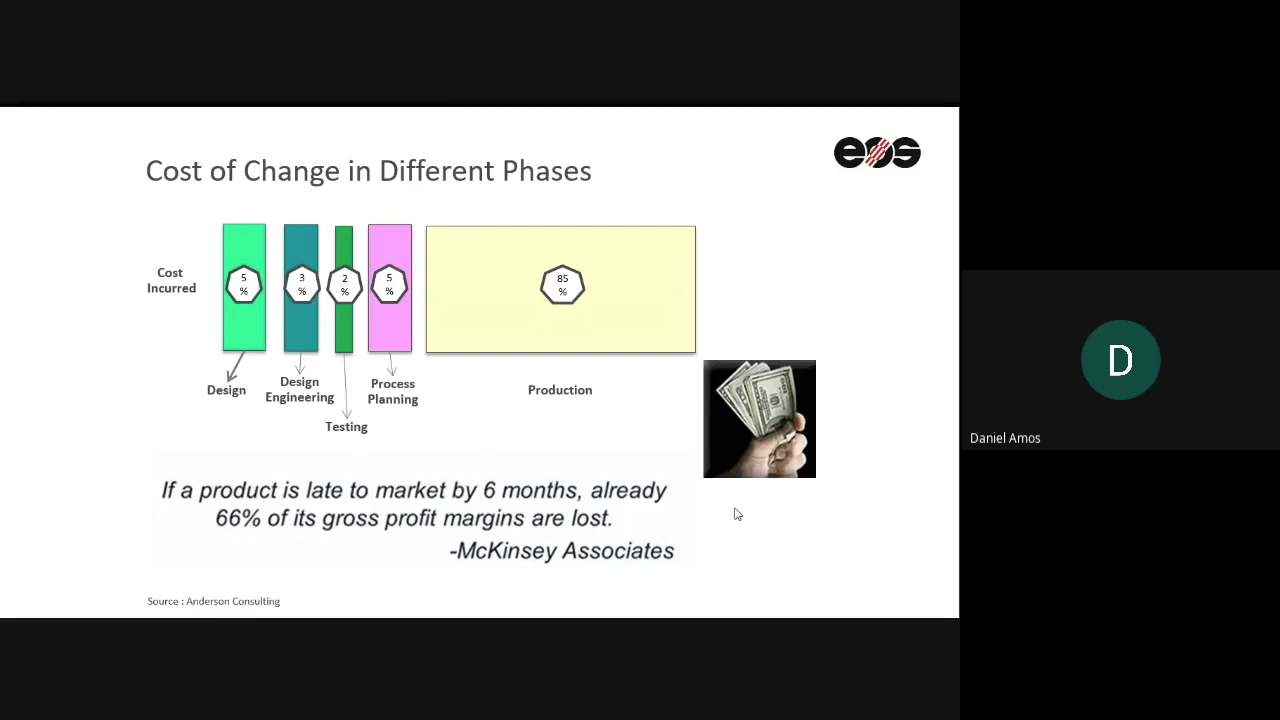 eos
Cost of Change in Different Phases
Cost
Incurred
5
%
3
%
2
%
5
%
85
%
Design
Design
Engineering
Testing
Process
Planning
Production
If a product is late to market by 6 months, already
66% of its gross profit margins are lost.
-McKinsey Associates
Source : Anderson Consulting
D
Daniel Amos